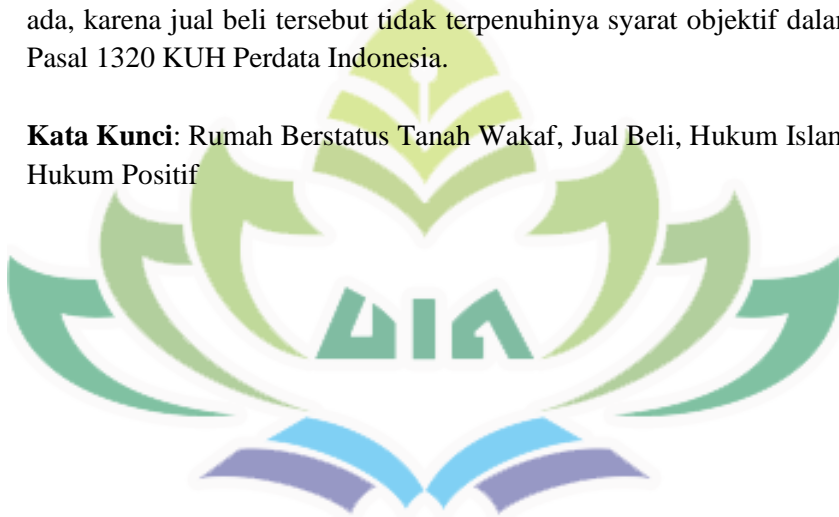 ada, karena jual beli tersebut tidak terpenuhinya syarat objektif dalam
Pasal 1320 KUH Perdata Indonesia.
Kata Kunci: Rumah Berstatus Tanah Wakaf, Jual Beli, Hukum Islam
Hukum Positif
UIN